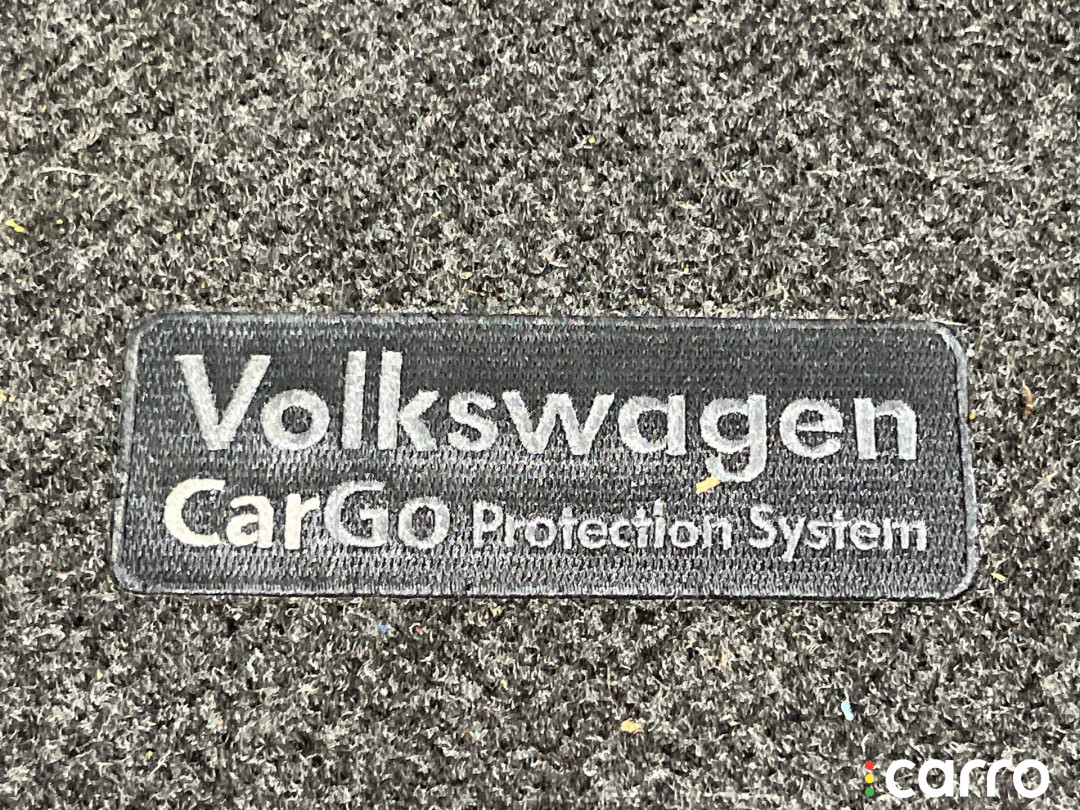 Volkswagen
CarGo Protection System
carro